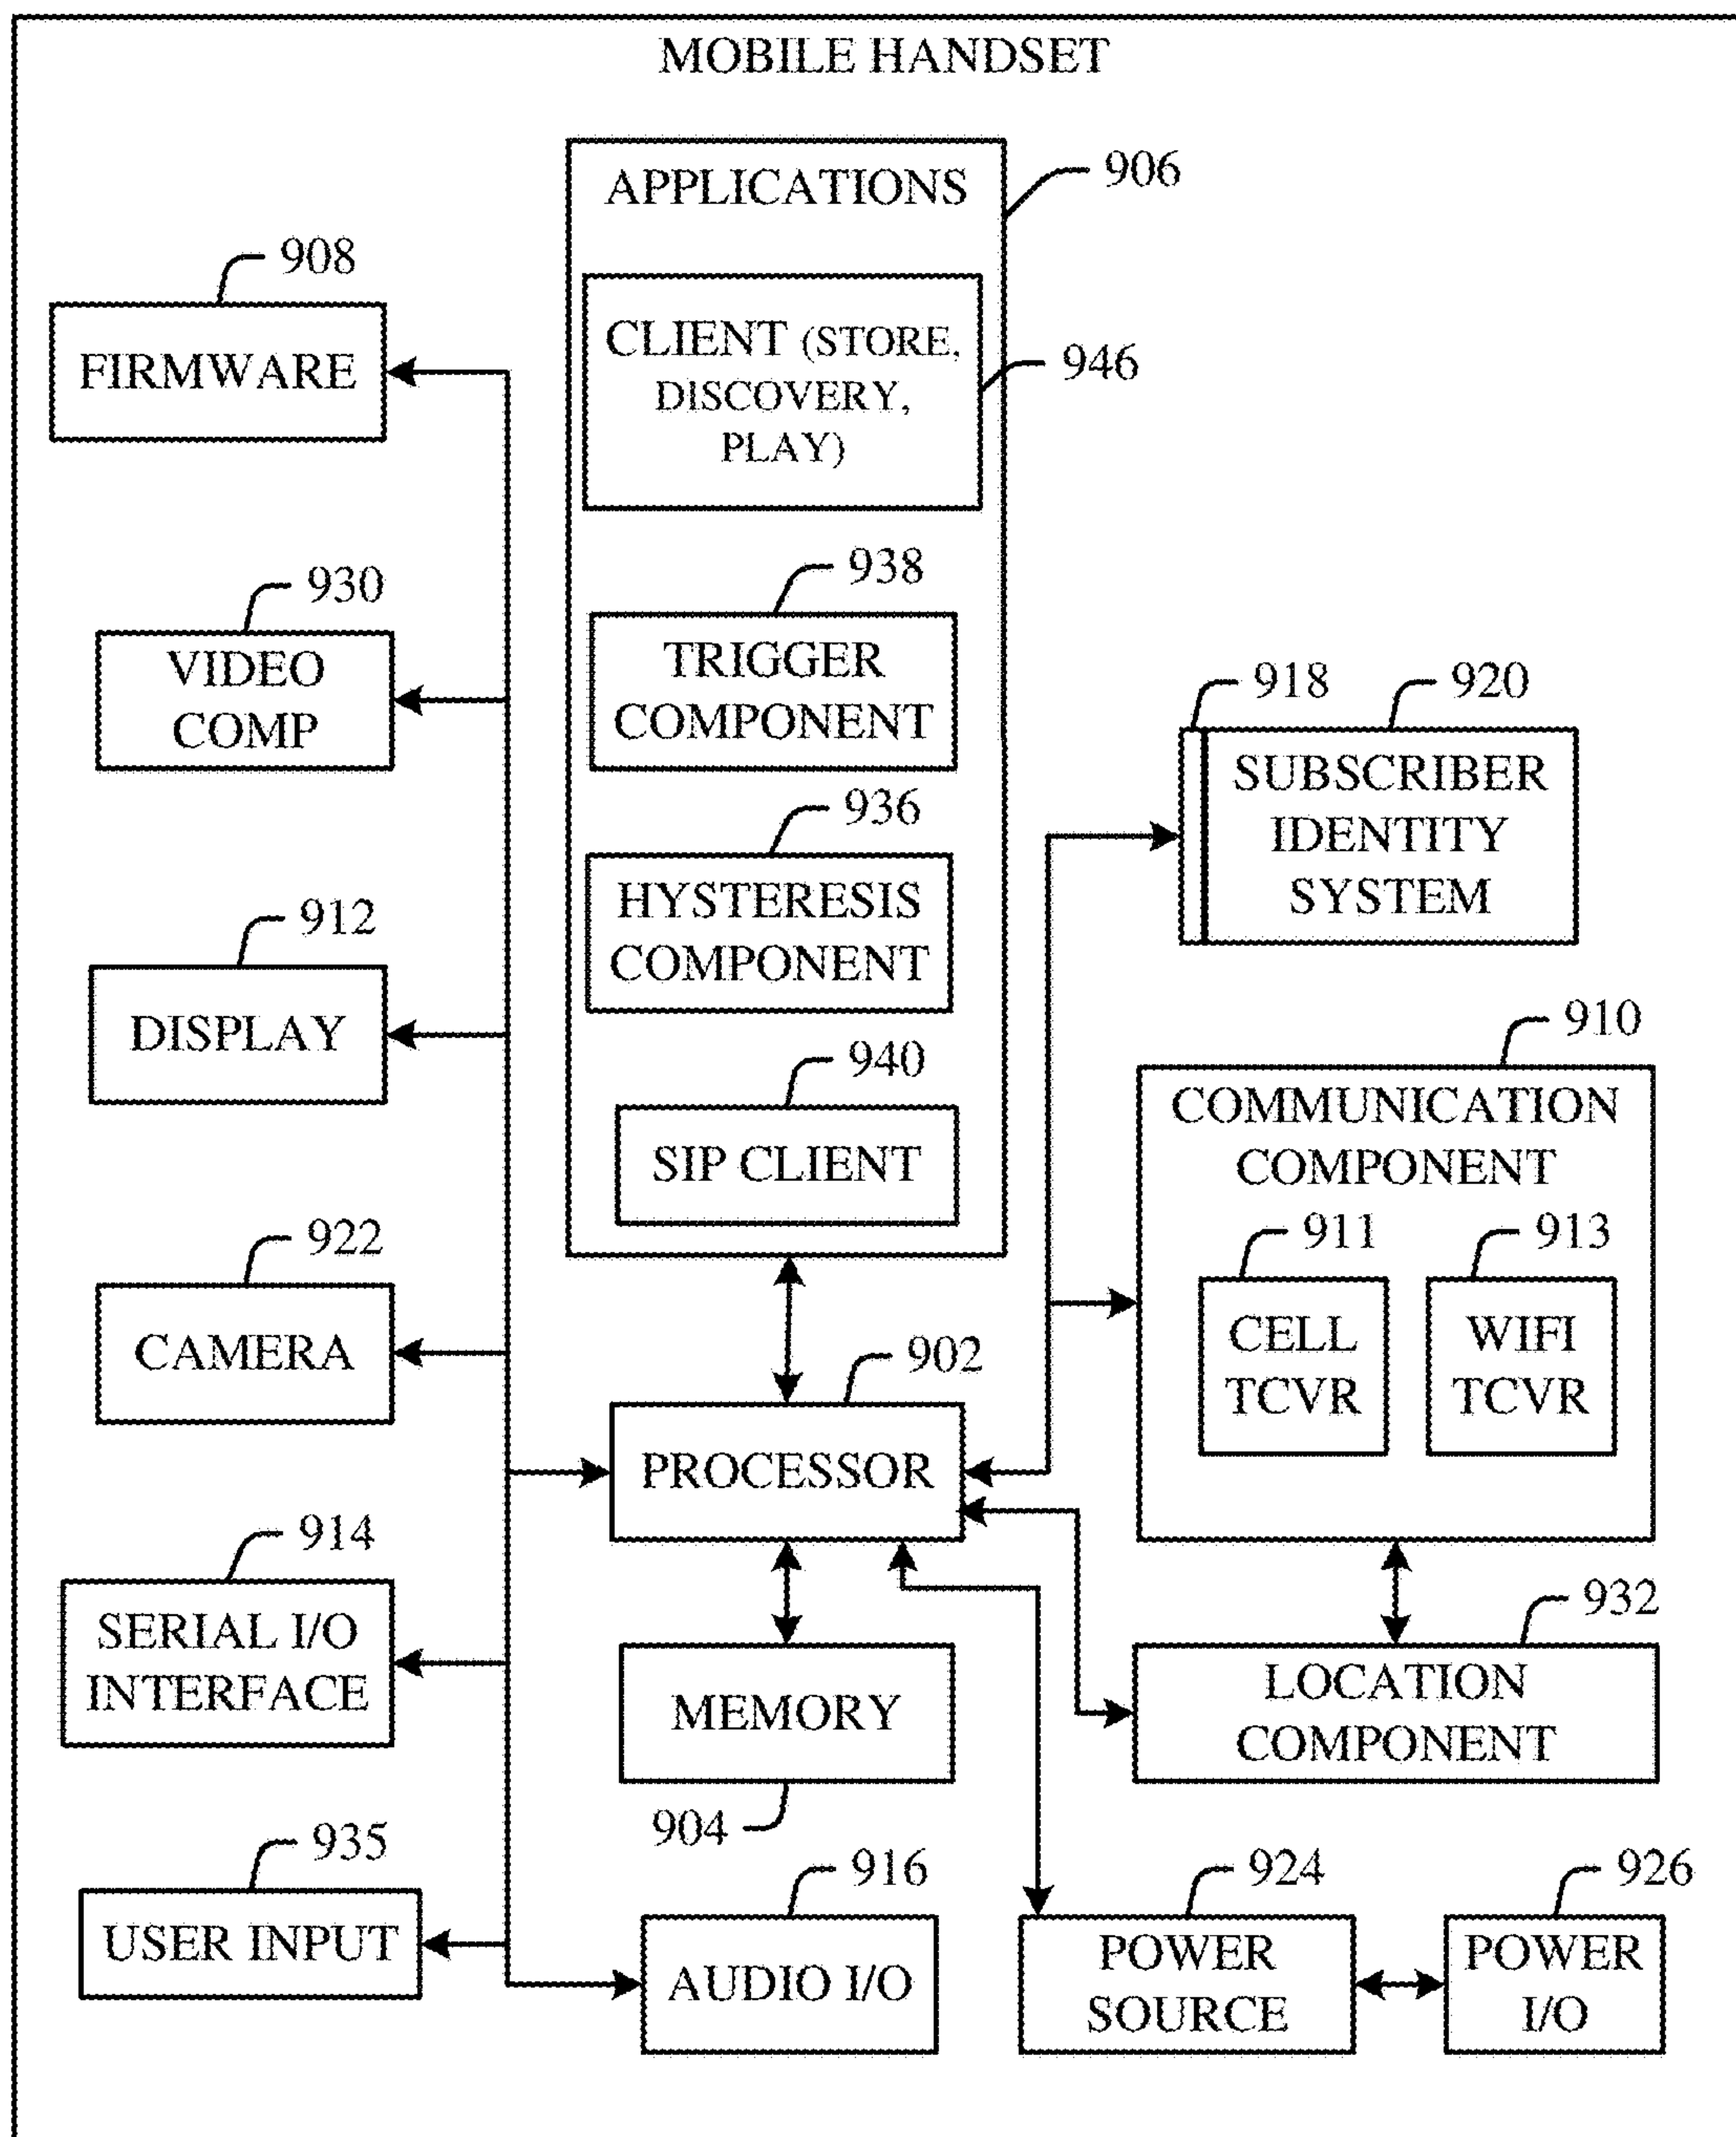 MOBILE HANDSET
APPLICATIONS
906
CLIENT (STORE,
DISCOVERY,
PLAY)
946
938
TRIGGER
COMPONENT
936
HYSTERESIS
COMPONENT
940
SIP CLIENT
908
FIRMWARE
930
VIDEO
COMP
912
DISPLAY
922
CAMERA
914
SERIAL I/O
INTERFACE
935
USER INPUT
902
PROCESSOR
MEMORY
904
916
AUDIO I/O
918
920
SUBSCRIBER
IDENTITY
SYSTEM
910
COMMUNICATION
COMPONENT
911
CELL
TCVR
913
WIFI
TCVR
932
LOCATION
COMPONENT
924
POWER
SOURCE
926
POWER
I/O